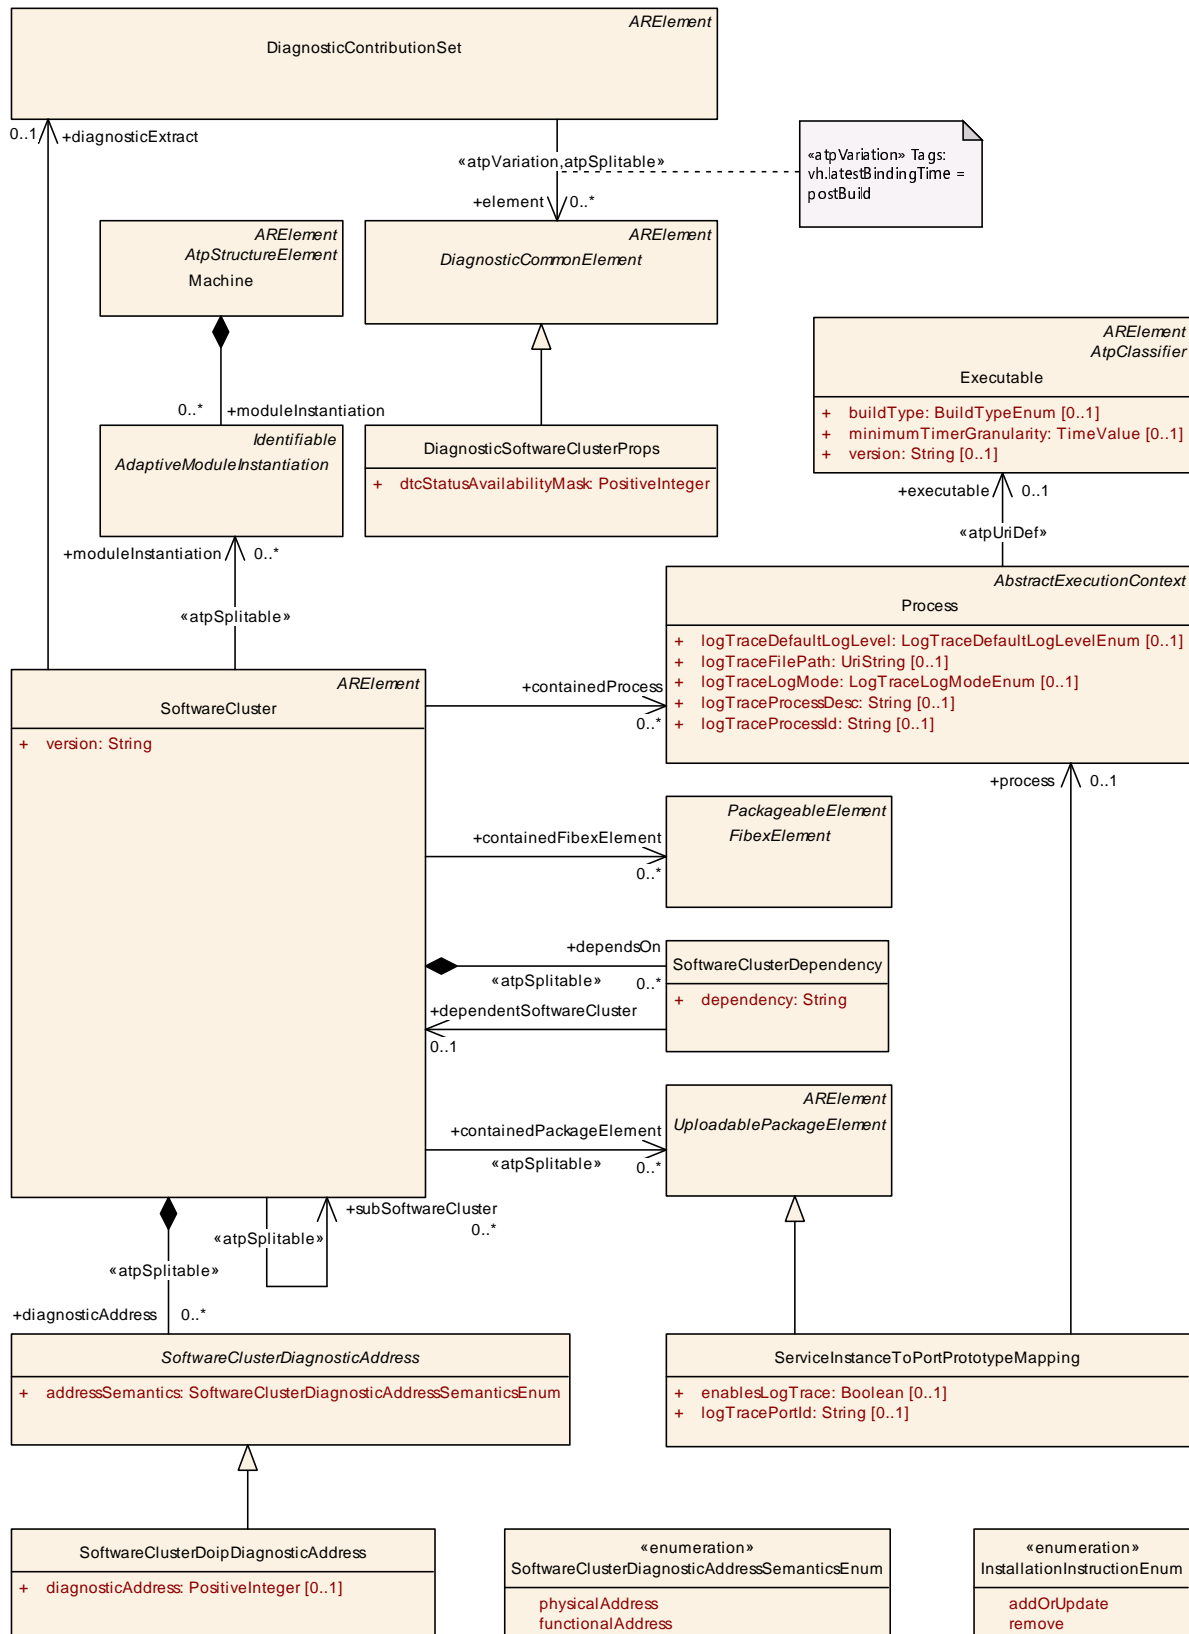 ARElement
DiagnosticContributionSet
0..1
+diagnosticExtract
«atpVariation,atpSplitable»
+element
0..*
«atpVariation» Tags:
vh.latestBindingTime =
postBuild
ARElement
AtpStructureElement
Machine
ARElement
DiagnosticCommonElement
0..*
+moduleInstantiation
ARElement
AtpClassifier
Executable
+ buildType: BuildTypeEnum [0..1]
+ minimumTimerGranularity: TimeValue [0..1]
+ version: String [0..1]
Identifiable
AdaptiveModuleInstantiation
DiagnosticSoftwareClusterProps
+ dtcStatusAvailabilityMask: PositiveInteger
+executable
0..1
«atpUriDef»
+moduleInstantiation
0..*
«atpSplitable»
AbstractExecutionContext
Process
+ logTraceDefaultLogLevel: LogTraceDefaultLogLevelEnum [0..1]
+ logTraceFilePath: UriString [0..1]
+ logTraceLogMode: LogTraceLogModeEnum [0..1]
+ logTraceProcessDesc: String [0..1]
+ logTraceProcessId: String [0..1]
ARElement
SoftwareCluster
+ version: String
+containedProcess
0..*
+process
0..1
PackageableElement
FibexElement
+containedFibexElement
0..*
+dependsOn
«atpSplitable»
0..*
SoftwareClusterDependency
+ dependency: String
+dependentSoftwareCluster
0..1
ARElement
UploadablePackageElement
+containedPackageElement
«atpSplitable»
0..*
+subSoftwareCluster
0..*
«atpSplitable»
«atpSplitable»
+diagnosticAddress
0..*
SoftwareClusterDiagnosticAddress
+ addressSemantics: SoftwareClusterDiagnosticAddressSemanticsEnum
ServiceInstanceToPortPrototypeMapping
+ enablesLogTrace: Boolean [0..1]
+ logTracePortId: String [0..1]
SoftwareClusterDoipDiagnosticAddress
+ diagnosticAddress: PositiveInteger [0..1]
«enumeration»
SoftwareClusterDiagnosticAddressSemanticsEnum
physicalAddress
functionalAddress
«enumeration»
InstallationInstructionEnum
addOrUpdate
remove